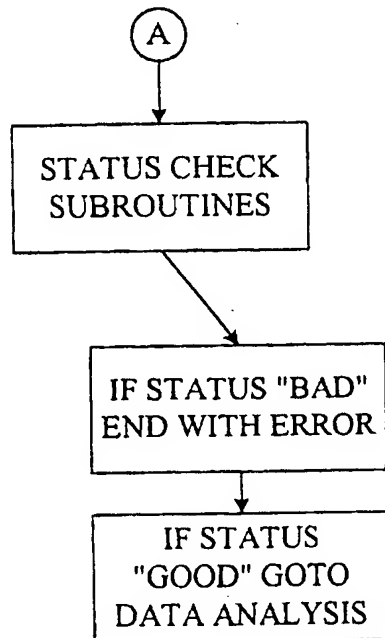 A
STATUS CHECK
SUBROUTINES
IF STATUS "BAD"
END WITH ERROR
IF STATUS
"GOOD" GOTO
DATA ANALYSIS